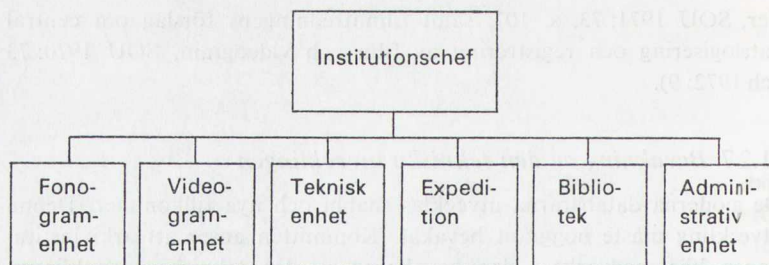 Institutionschef
Fono-
gram-
enhet
Video-
gram-
enhet
Teknisk
enhet
Expedi-
tion
Biblio-
tek
Admini-
strativ
enhet